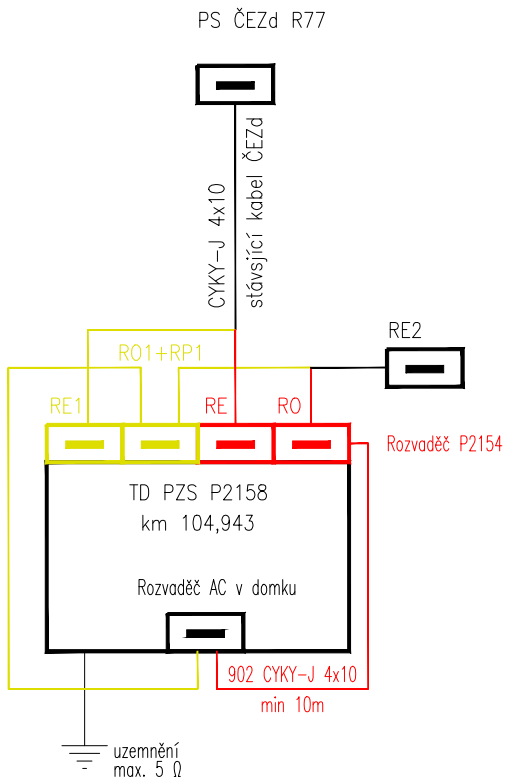 PS ČEZd R77
CYKY-J 4x10
stávsjící kabel ČEZd
RE2
RO1+RP1
RE1
RE
RO
Rozvaděč P2154
TD PZS P2158
km 104,943
Rozvaděč AC v domku
902 CYKY-J 4x10
min 10m
uzemnění
max. 5 Ω